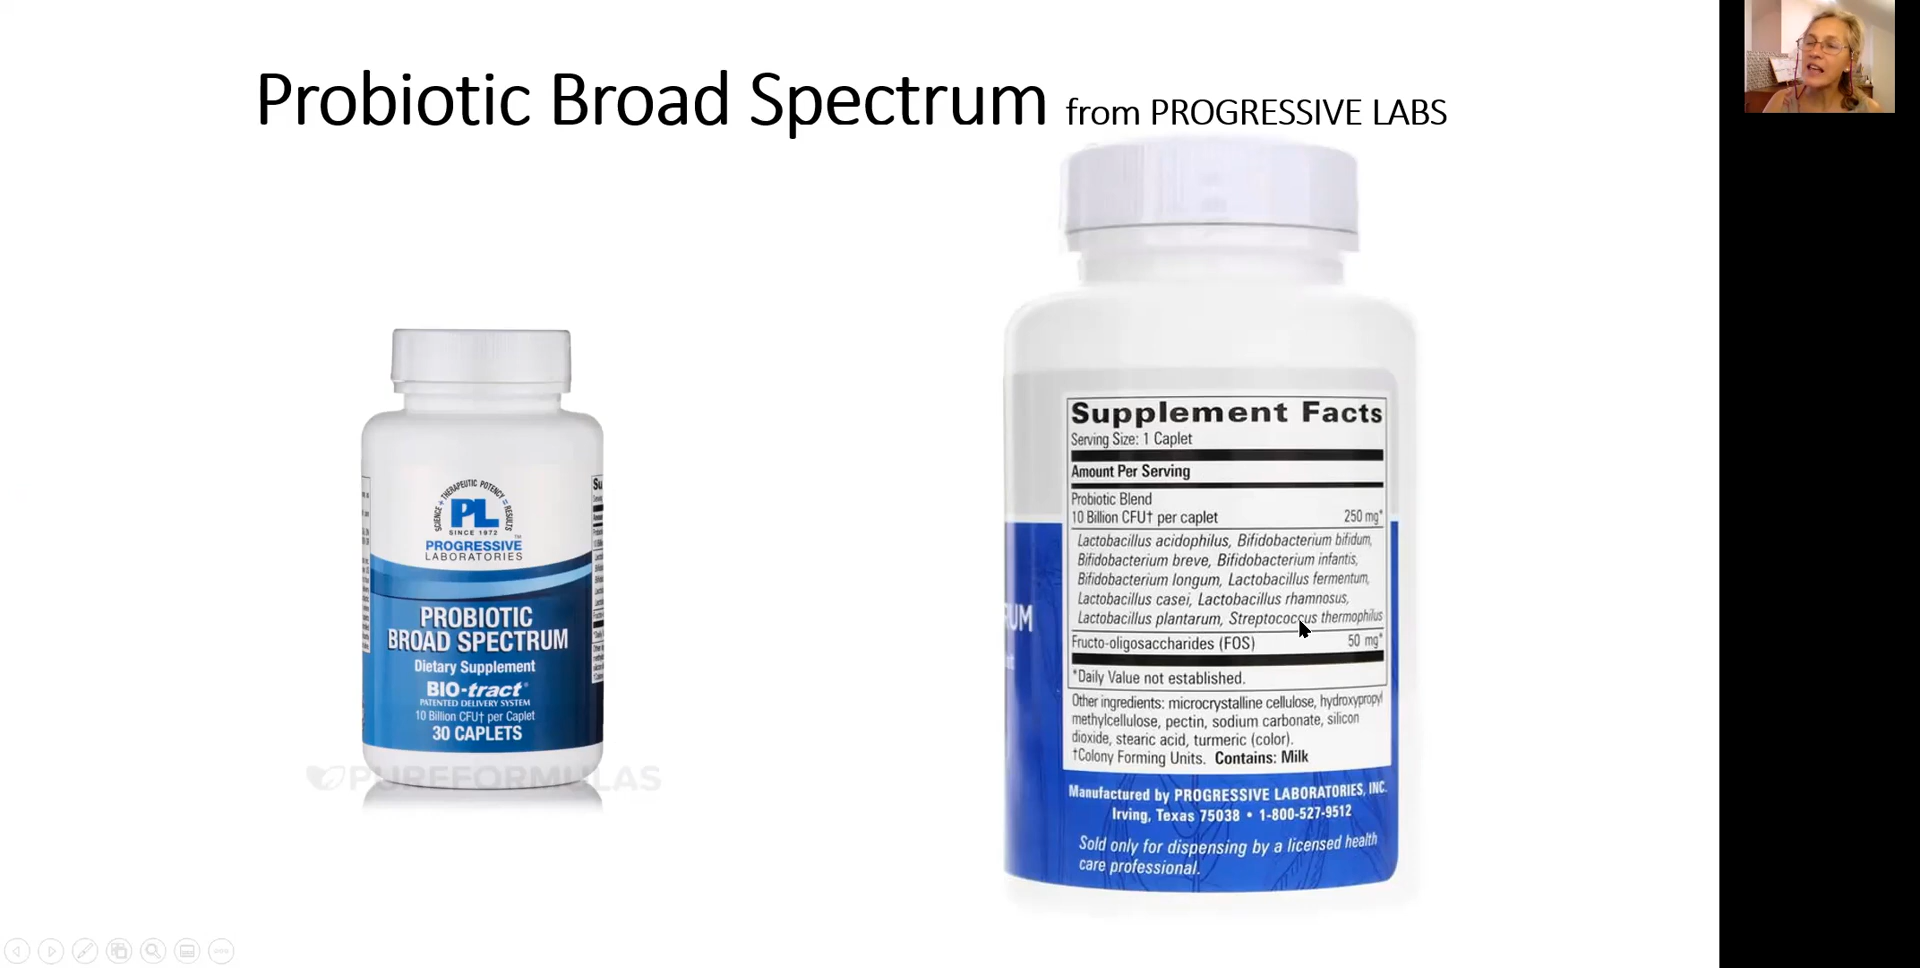 Probiotic Broad Spectrum from PROGRESSIVE LABS
SCIENCE + THERAPEUTIC POTENCY = RESULTS
PL
SINCE 1972
PROGRESSIVE™
LABORATORIES
PROBIOTIC
BROAD SPECTRUM
Dietary Supplement
BIO-tract®
PATENTED DELIVERY SYSTEM
10 Billion CFU† per Caplet
30 CAPLETS
PUREFORMULAS
Su
RUM
Supplement Facts
Serving Size: 1 Caplet
Amount Per Serving
Probiotic Blend
10 Billion CFU† per caplet 250 mg*
Lactobacillus acidophilus, Bifidobacterium bifidum,
Bifidobacterium breve, Bifidobacterium infantis,
Bifidobacterium longum, Lactobacillus fermentum,
Lactobacillus casei, Lactobacillus rhamnosus,
Lactobacillus plantarum, Streptococcus thermophilus
Fructo-oligosaccharides (FOS) 50 mg*
*Daily Value not established.
Other ingredients: microcrystalline cellulose, hydroxypropyl
methylcellulose, pectin, sodium carbonate, silicon
dioxide, stearic acid, turmeric (color).
†Colony Forming Units. Contains: Milk
Manufactured by PROGRESSIVE LABORATORIES, INC.
Irving, Texas 75038 • 1-800-527-9512
Sold only for dispensing by a licensed health
care professional.